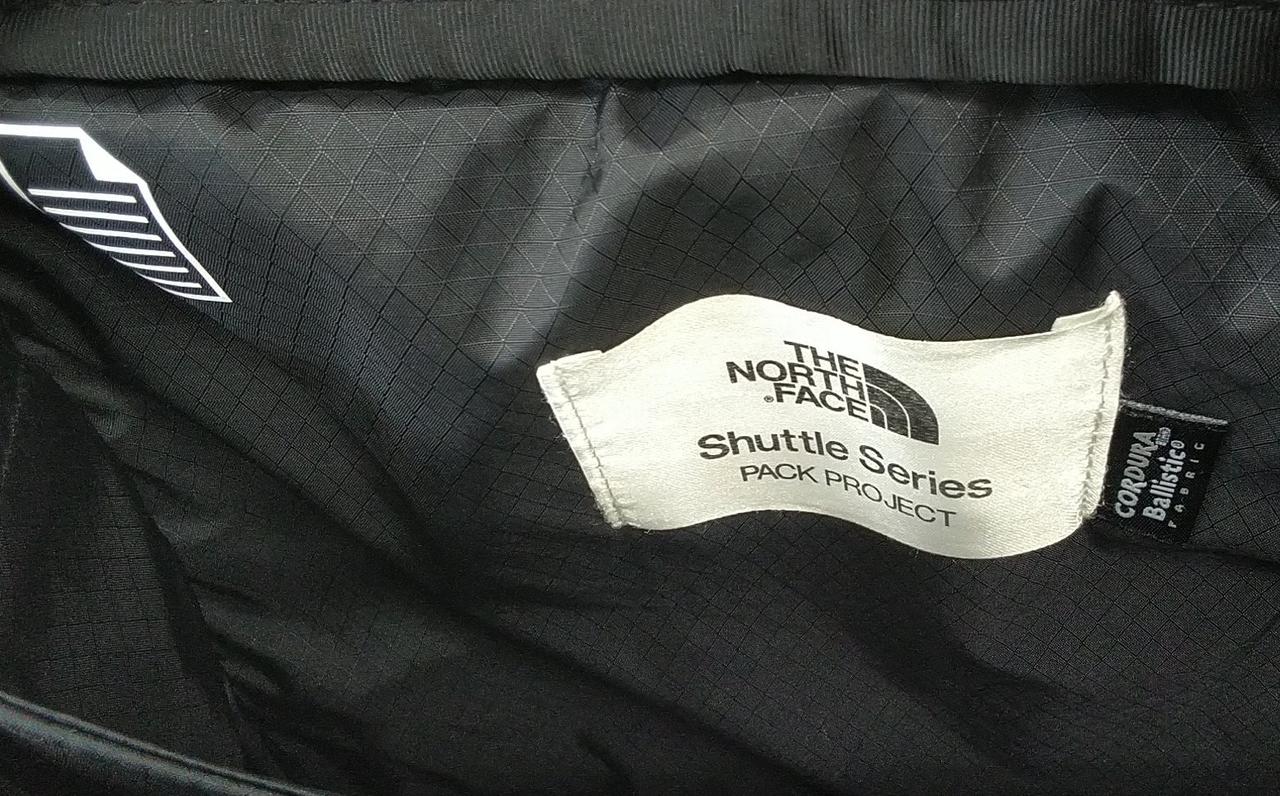 THE
NORTH
®FACE
Shuttle Series
PACK PROJECT
CORDURA
Ballistic®
FABRIC